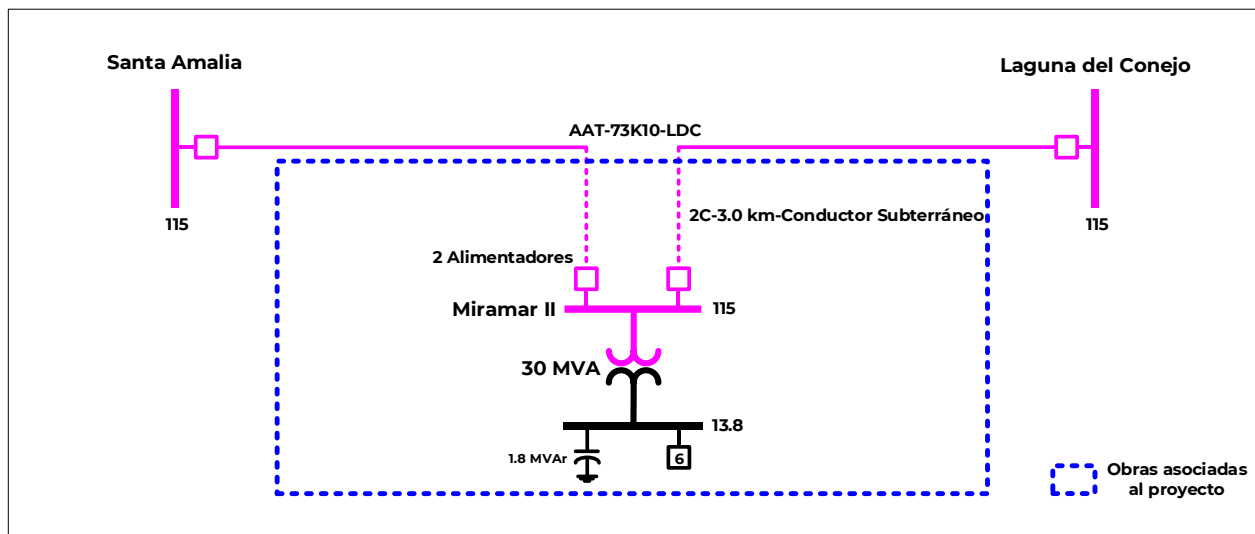 Santa Amalia
Laguna del Conejo
AAT-73K10-LDC
115
2C-3.0 km-Conductor Subterráneo
115
2 Alimentadores
Miramar II
115
30 MVA
13.8
1.8 MVAr
6
Obras asociadas
al proyecto